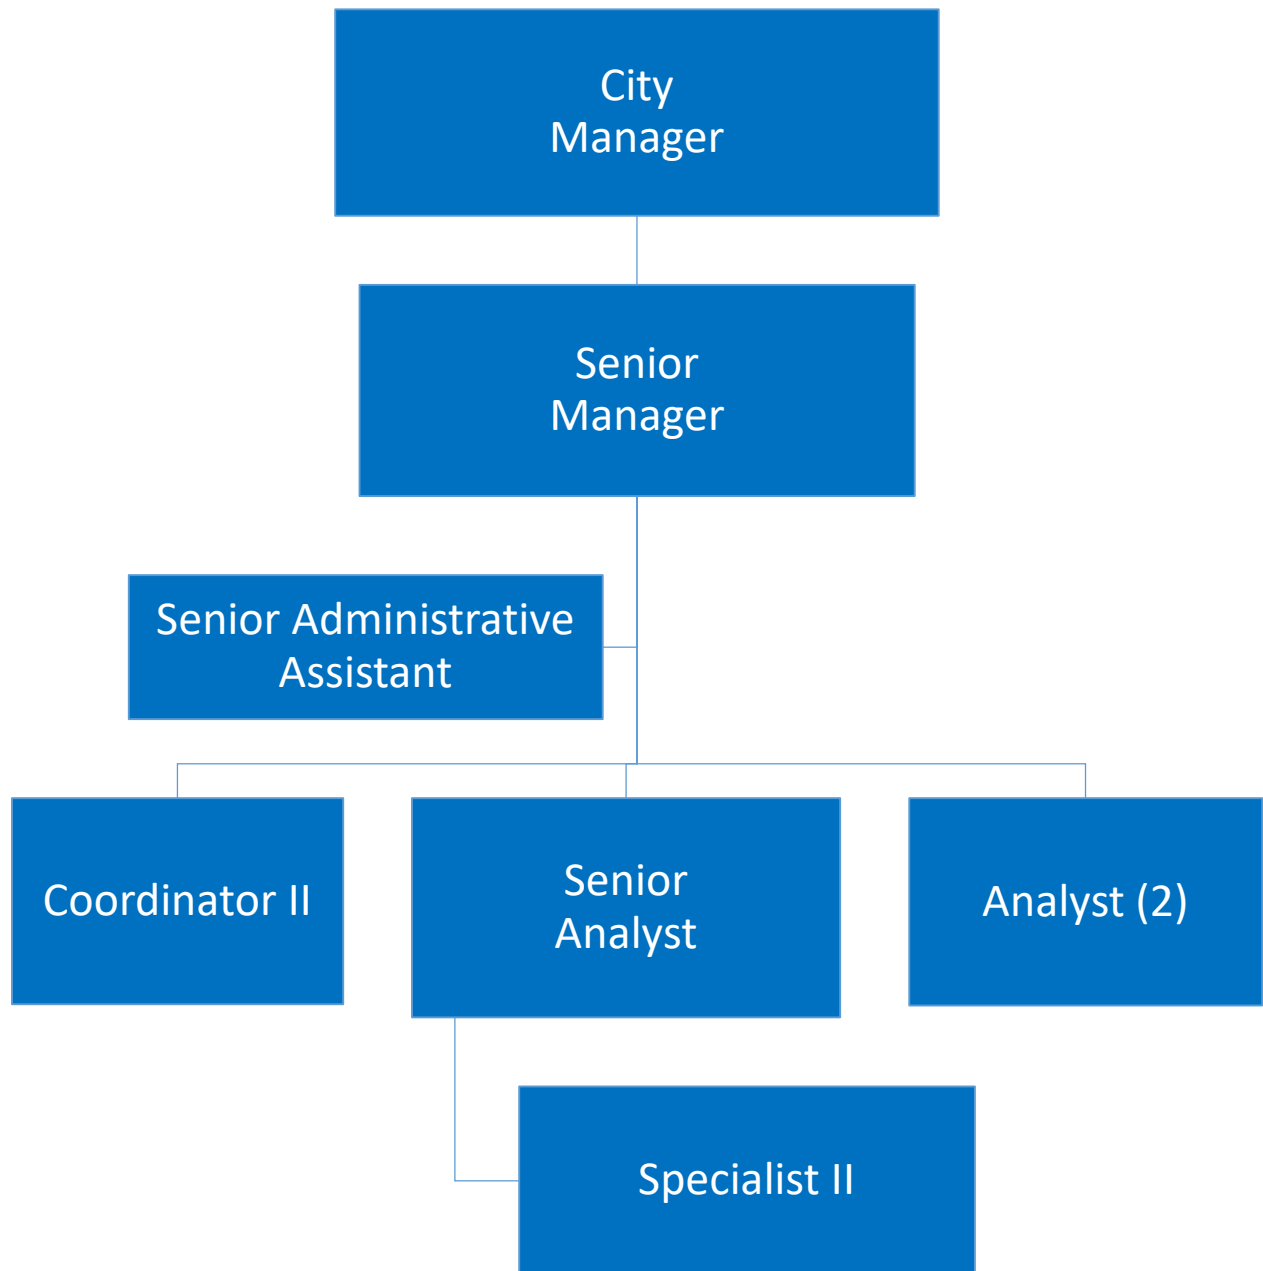 City
Manager
Senior
Manager
Senior Administrative
Assistant
Coordinator II
Senior
Analyst
Analyst (2)
Specialist II